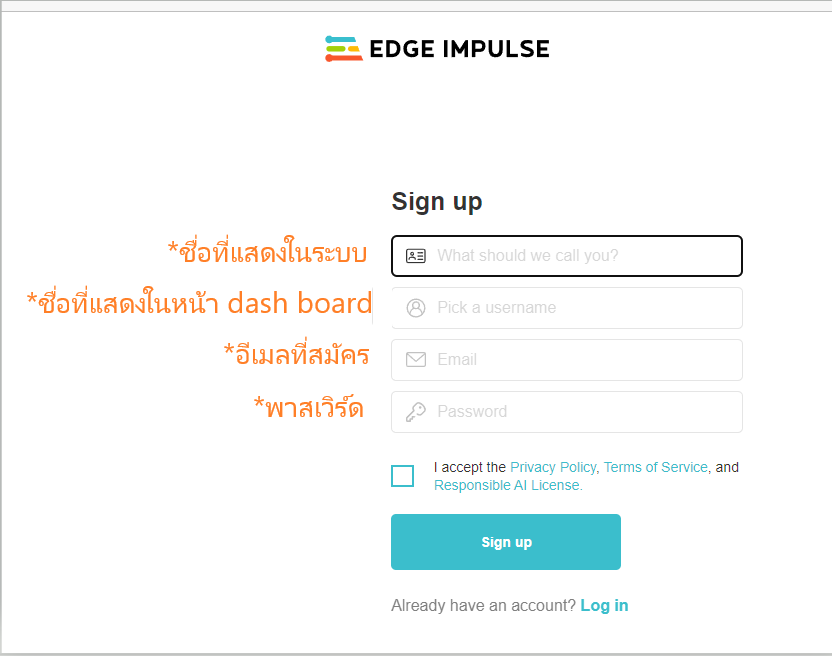 EDGE IMPULSE
Sign up
*ชื่อที่แสดงในระบบ
What should we call you?
*ชื่อที่แสดงในหน้า dash board
Pick a username
*อีเมลที่สมัคร
Email
*พาสเวิร์ด
Password
I accept the Privacy Policy, Terms of Service, and
Responsible AI License.
Sign up
Already have an account? Log in